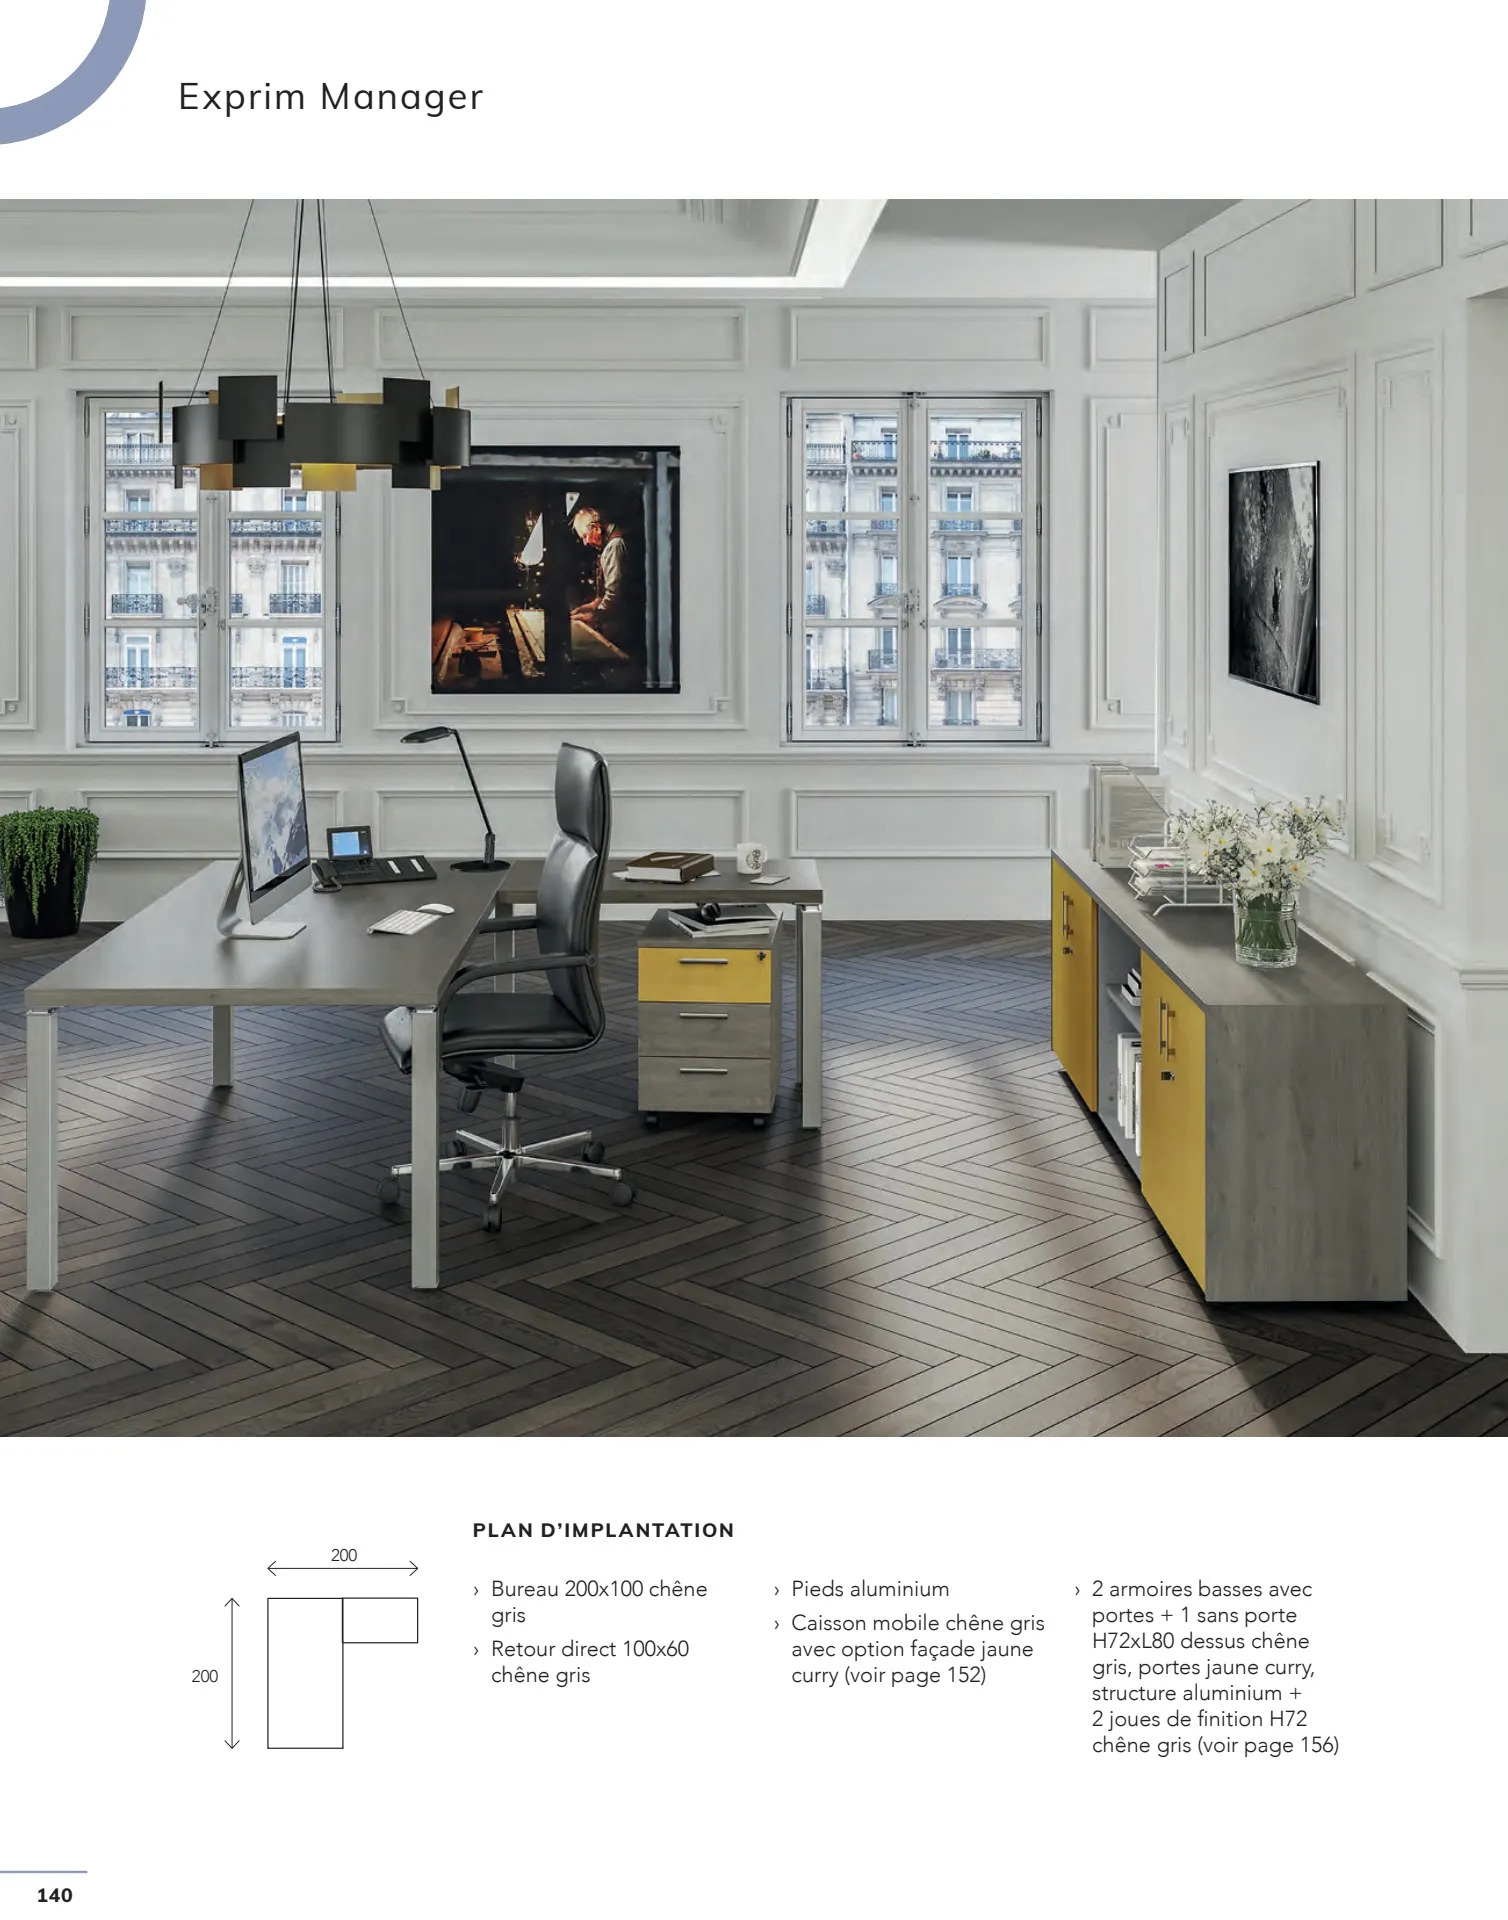 Exprim Manager
PLAN D’IMPLANTATION
200
200
› Bureau 200x100 chêne
gris
› Retour direct 100x60
chêne gris
› Pieds aluminium
› Caisson mobile chêne gris
avec option façade jaune
curry (voir page 152)
› 2 armoires basses avec
portes + 1 sans porte
H72xL80 dessus chêne
gris, portes jaune curry,
structure aluminium +
2 joues de finition H72
chêne gris (voir page 156)
140